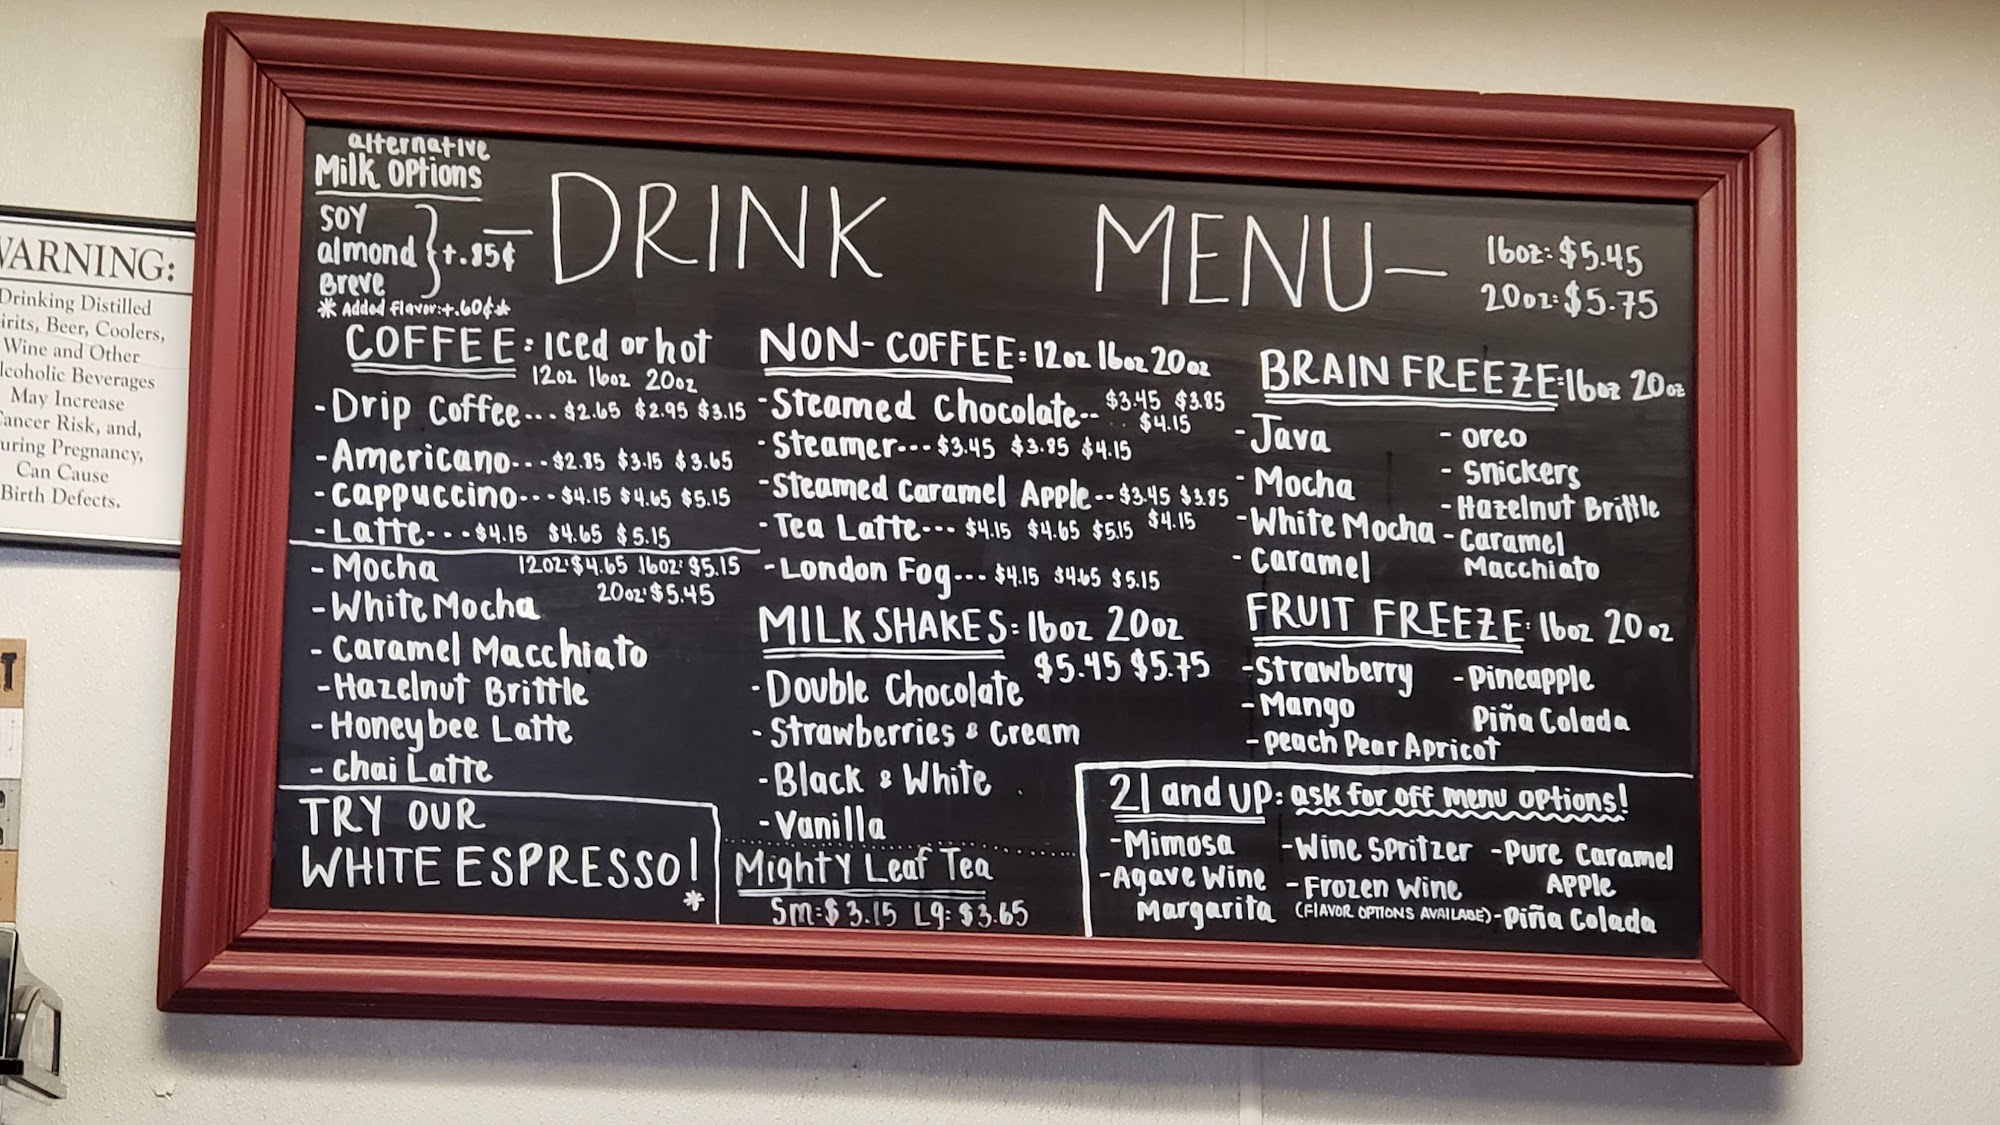 alternative
Milk Options
SOY
almond
Breve
+.85¢
* Added Flavor:+.60¢*
— DRINK MENU —
16oz: $5.45
20oz: $5.75
COFFEE: Iced or hot
12oz 16oz 20oz
- Drip Coffee... $2.65 $2.95 $3.15
- Americano... $2.85 $3.15 $3.65
- Cappuccino... $4.15 $4.65 $5.15
- Latte... $4.15 $4.65 $5.15
- Mocha 12oz: $4.65 16oz: $5.15
20oz: $5.45
- White Mocha
- Caramel Macchiato
- Hazelnut Brittle
- Honeybee Latte
- Chai Latte
TRY OUR
WHITE ESPRESSO!
*
NON-COFFEE: 12oz 16oz 20oz
- Steamed Chocolate.. $3.45 $3.85
$4.15
- Steamer... $3.45 $3.85 $4.15
- Steamed Caramel Apple.. $3.45 $3.85
$4.15
- Tea Latte... $4.15 $4.65 $5.15
- London Fog... $4.15 $4.65 $5.15
MILKSHAKES: 16oz 20oz
$5.45 $5.75
- Double Chocolate
- Strawberries & Cream
- Black & White
- Vanilla
Mighty Leaf Tea
Sm: $3.15 Lg: $3.65
BRAIN FREEZE: 16oz 20oz
- Java
- Mocha
- White Mocha
- Caramel
- Oreo
- Snickers
- Hazelnut Brittle
- Caramel
Macchiato
FRUIT FREEZE: 16oz 20oz
- Strawberry
- Mango
- Peach Pear Apricot
- Pineapple
Piña Colada
21 and UP: ask for off menu options!
- Mimosa
- Agave Wine
Margarita
- Wine Spritzer
- Frozen Wine
(FLAVOR OPTIONS AVAILABE)
- Pure Caramel
Apple
- Piña Colada
WARNING:
Drinking Distilled
Spirits, Beer, Coolers,
Wine and Other
Alcoholic Beverages
May Increase
Cancer Risk, and,
During Pregnancy,
Can Cause
Birth Defects.
T